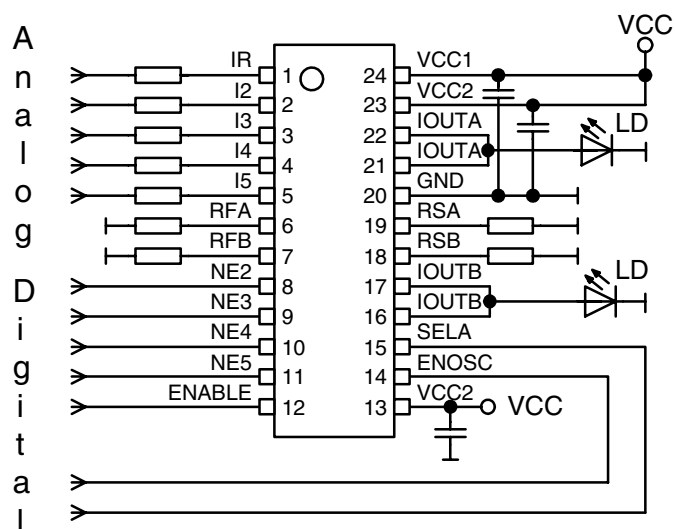 Analog
Digital
VCC
IR 1 24 VCC1
I2 2 23 VCC2
I3 3 22 IOUTA
I4 4 21 IOUTA
LD
I5 5 20 GND
RFA 6 19 RSA
RFB 7 18 RSB
NE2 8 17 IOUTB
LD
NE3 9 16 IOUTB
NE4 10 15 SELA
NE5 11 14 ENOSC
ENABLE 12 13 VCC2
VCC